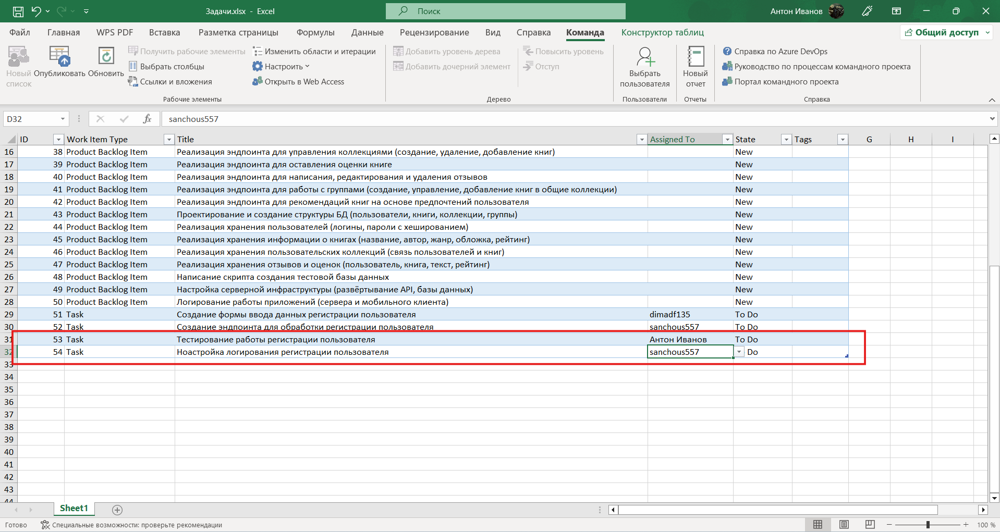 Задачи.xlsx - Excel
Поиск
Антон Иванов
Файл Главная WPS PDF Вставка Разметка страницы Формулы Данные Рецензирование Вид Справка Команда Конструктор таблиц Общий доступ
Новый список
Опубликовать
Обновить
Получить рабочие элементы
Выбрать столбцы
Ссылки и вложения
Изменить области и итерации
Настроить
Открыть в Web Access
Рабочие элементы
Добавить уровень дерева
Добавить дочерний элемент
Повысить уровень
Отступ
Дерево
Выбрать пользователя
Пользователи
Новый отчет
Отчеты
Справка по Azure DevOps
Руководство по процессам командного проекта
Портал командного проекта
Справка
D32 fx sanchous557
ID Work Item Type Title Assigned To State Tags G H I
16 38 Product Backlog Item Реализация эндпоинта для управления коллекциями (создание, удаление, добавление книг) New
17 39 Product Backlog Item Реализация эндпоинта для оставления оценки книге New
18 40 Product Backlog Item Реализация эндпоинта для написания, редактирования и удаления отзывов New
19 41 Product Backlog Item Реализация эндпоинта для работы с группами (создание, управление, добавление книг в общие коллекции) New
20 42 Product Backlog Item Реализация эндпоинта для рекомендаций книг на основе предпочтений пользователя New
21 43 Product Backlog Item Проектирование и создание структуры БД (пользователи, книги, коллекции, группы) New
22 44 Product Backlog Item Реализация хранения пользователей (логины, пароли с хешированием) New
23 45 Product Backlog Item Реализация хранения информации о книгах (название, автор, жанр, обложка, рейтинг) New
24 46 Product Backlog Item Реализация хранения пользовательских коллекций (связь пользователей и книг) New
25 47 Product Backlog Item Реализация хранения отзывов и оценок (пользователь, книга, текст, рейтинг) New
26 48 Product Backlog Item Написание скрипта создания тестовой базы данных New
27 49 Product Backlog Item Настройка серверной инфраструктуры (развёртывание API, базы данных) New
28 50 Product Backlog Item Логирование работы приложений (сервера и мобильного клиента) New
29 51 Task Создание формы ввода данных регистрации пользователя dimadf135 To Do
30 52 Task Создание эндпоинта для обработки регистрации пользователя sanchous557 To Do
31 53 Task Тестирование работы регистрации пользователя Антон Иванов To Do
32 54 Task Ноастройка логирования регистрации пользователя sanchous557 Do
33
34
35
36
37
38
39
40
41
42
43
44
Sheet1
Готово Специальные возможности: проверьте рекомендации 100 %